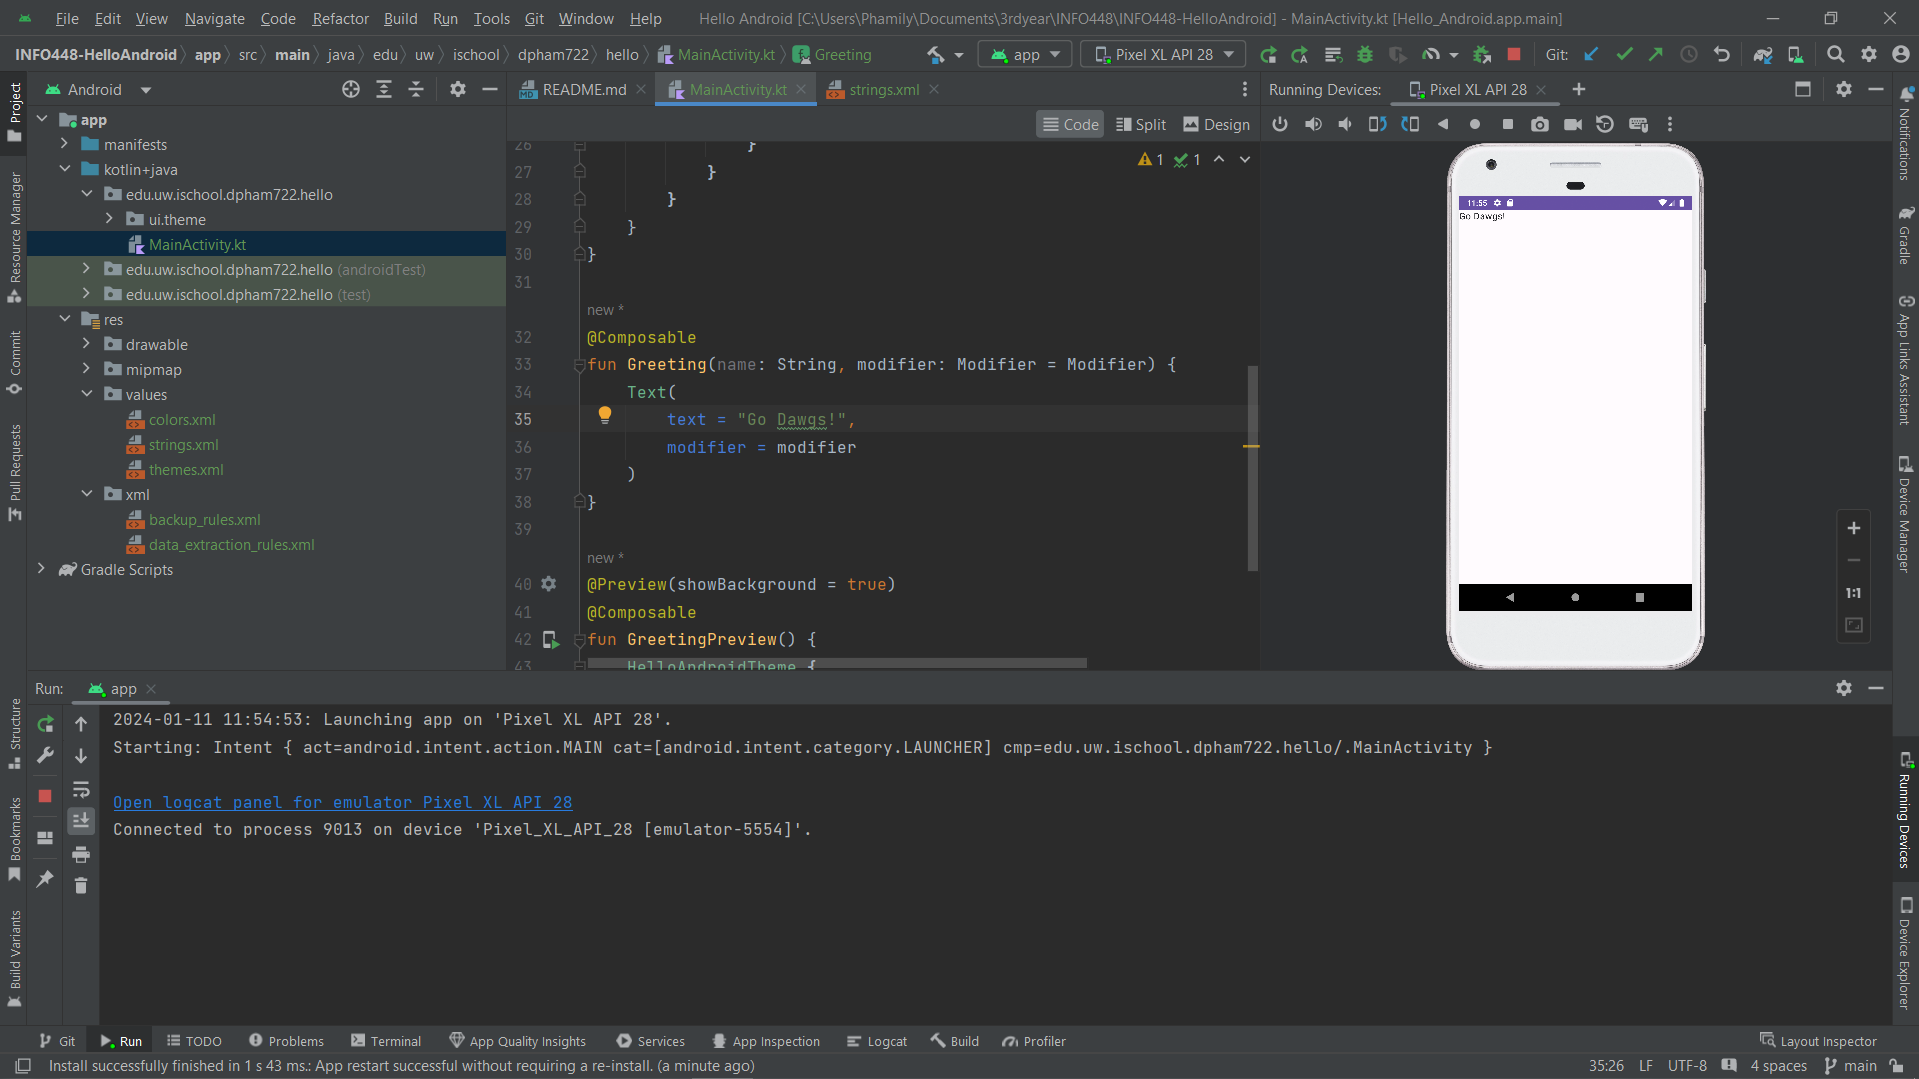 File Edit View Navigate Code Refactor Build Run Tools Git Window Help Hello Android [C:\Users\Phamily\Documents\3rdyear\INFO448\INFO448-HelloAndroid] - MainActivity.kt [Hello_Android.app.main]
INFO448-HelloAndroid app src main java edu uw ischool dpham722 hello MainActivity.kt Greeting app Pixel XL API 28 Git:
Project
Android
README.md MainActivity.kt strings.xml
Running Devices: Pixel XL API 28
Code Split Design
app
manifests
kotlin+java
edu.uw.ischool.dpham722.hello
ui.theme
MainActivity.kt
edu.uw.ischool.dpham722.hello (androidTest)
edu.uw.ischool.dpham722.hello (test)
res
drawable
mipmap
values
colors.xml
strings.xml
themes.xml
xml
backup_rules.xml
data_extraction_rules.xml
Gradle Scripts
Resource Manager
Commit
Pull Requests
1 1
26 }
27 }
28 }
29 }
30 }
31
new *
32 @Composable
33 fun Greeting(name: String, modifier: Modifier = Modifier) {
34 Text(
35 text = "Go Dawgs!",
36 modifier = modifier
37 )
38 }
39
new *
40 @Preview(showBackground = true)
41 @Composable
42 fun GreetingPreview() {
43 HelloAndroidTheme {
11:55
Go Dawgs!
1:1
Notifications
Gradle
App Links Assistant
Device Manager
Running Devices
Device Explorer
Run: app
2024-01-11 11:54:53: Launching app on 'Pixel XL API 28'.
Starting: Intent { act=android.intent.action.MAIN cat=[android.intent.category.LAUNCHER] cmp=edu.uw.ischool.dpham722.hello/.MainActivity }
Open logcat panel for emulator Pixel XL API 28
Connected to process 9013 on device 'Pixel_XL_API_28 [emulator-5554]'.
Structure
Bookmarks
Build Variants
Git Run TODO Problems Terminal App Quality Insights Services App Inspection Logcat Build Profiler Layout Inspector
Install successfully finished in 1 s 43 ms.: App restart successful without requiring a re-install. (a minute ago) 35:26 LF UTF-8 4 spaces main